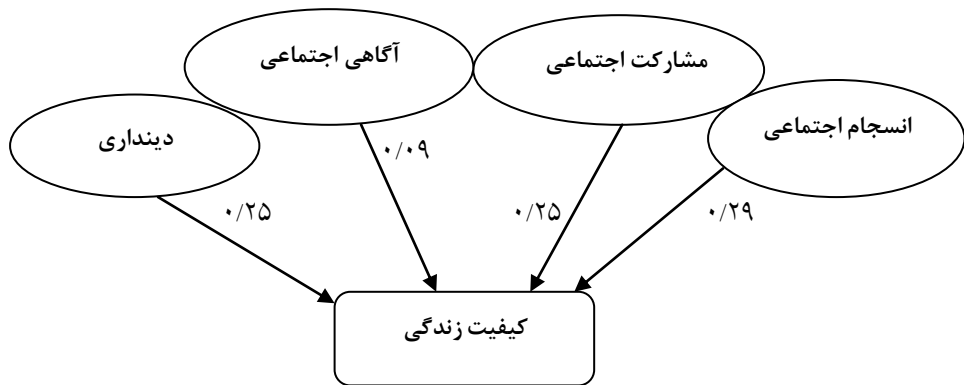 مشارکت اجتماعی
آگاهی اجتماعی
انسجام اجتماعی
دینداری
۰/۰۹
۰/۲۹
۰/۲۵
۰/۲۵
کیفیت زندگی